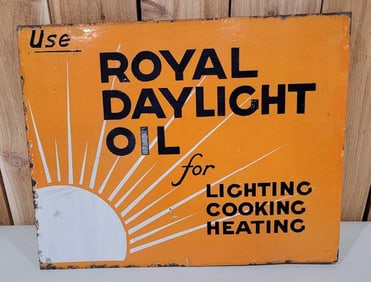 Use
ROYAL
DAYLIGHT
OIL
for
LIGHTING
COOKING
HEATING